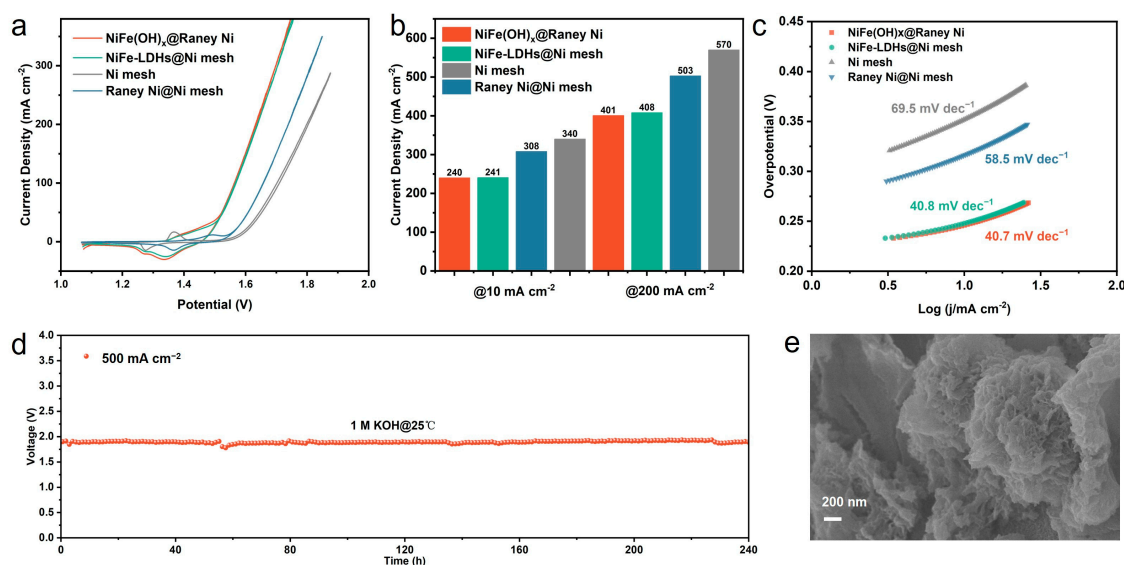 a
NiFe(OH)ₓ@Raney Ni
NiFe-LDHs@Ni mesh
Ni mesh
Raney Ni@Ni mesh
Current Density (mA cm⁻²)
300
200
100
0
1.0 1.2 1.4 1.6 1.8 2.0
Potential (V)
b
NiFe(OH)ₓ@Raney Ni
NiFe-LDHs@Ni mesh
Ni mesh
Raney Ni@Ni mesh
Current Density (mA cm⁻²)
600
500
400
300
200
100
0
240 241 308 340 401 408 503 570
@10 mA cm⁻² @200 mA cm⁻²
c
NiFe(OH)x@Raney Ni
NiFe-LDHs@Ni mesh
Ni mesh
Raney Ni@Ni mesh
Overpotential (V)
0.40
0.35
0.30
0.25
0.20
69.5 mV dec⁻¹
58.5 mV dec⁻¹
40.8 mV dec⁻¹
40.7 mV dec⁻¹
0.0 0.5 1.0 1.5 2.0
Log (j/mA cm⁻²)
d
500 mA cm⁻²
Voltage (V)
4.0
3.5
3.0
2.5
2.0
1.5
1.0
0.5
0.0
1 M KOH@25℃
0 40 80 120 160 200 240
Time (h)
e
200 nm